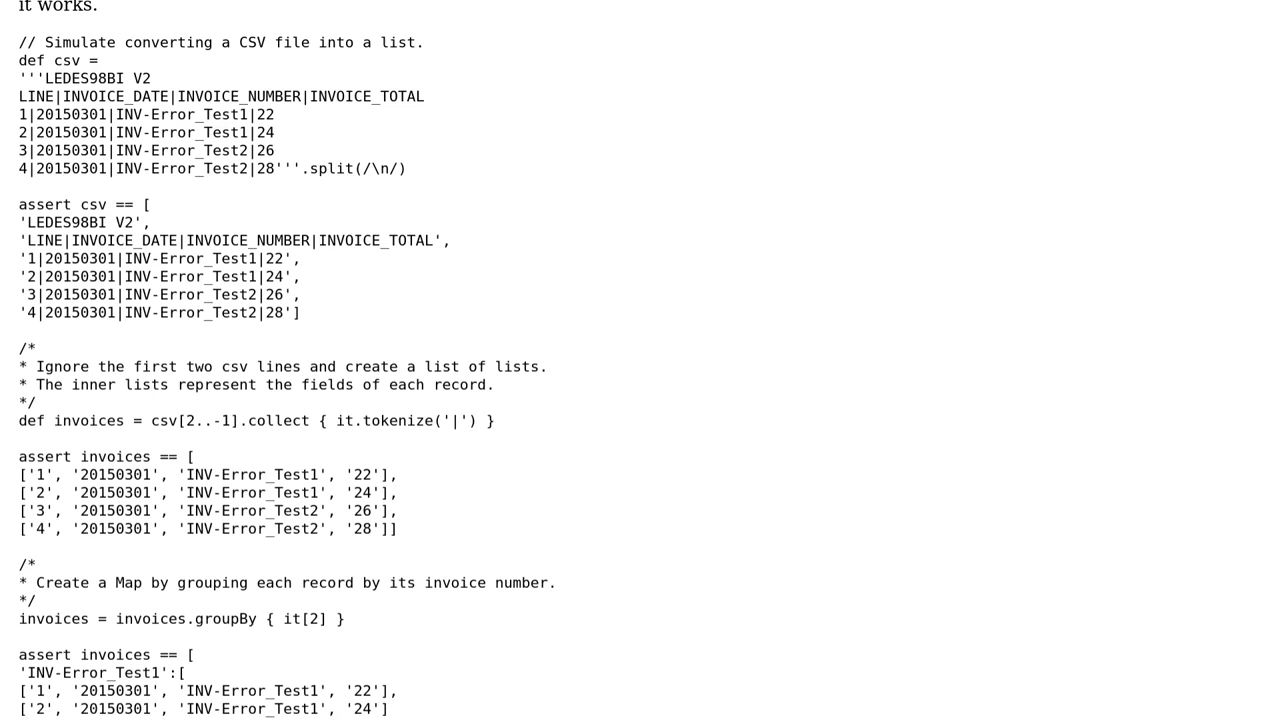 it works.
// Simulate converting a CSV file into a list.
def csv =
'''LEDES98BI V2
LINE|INVOICE_DATE|INVOICE_NUMBER|INVOICE_TOTAL
1|20150301|INV-Error_Test1|22
2|20150301|INV-Error_Test1|24
3|20150301|INV-Error_Test2|26
4|20150301|INV-Error_Test2|28'''.split(/\n/)
assert csv == [
'LEDES98BI V2',
'LINE|INVOICE_DATE|INVOICE_NUMBER|INVOICE_TOTAL',
'1|20150301|INV-Error_Test1|22',
'2|20150301|INV-Error_Test1|24',
'3|20150301|INV-Error_Test2|26',
'4|20150301|INV-Error_Test2|28']
/*
* Ignore the first two csv lines and create a list of lists.
* The inner lists represent the fields of each record.
*/
def invoices = csv[2..-1].collect { it.tokenize('|') }
assert invoices == [
['1', '20150301', 'INV-Error_Test1', '22'],
['2', '20150301', 'INV-Error_Test1', '24'],
['3', '20150301', 'INV-Error_Test2', '26'],
['4', '20150301', 'INV-Error_Test2', '28']]
/*
* Create a Map by grouping each record by its invoice number.
*/
invoices = invoices.groupBy { it[2] }
assert invoices == [
'INV-Error_Test1':[
['1', '20150301', 'INV-Error_Test1', '22'],
['2', '20150301', 'INV-Error_Test1', '24']